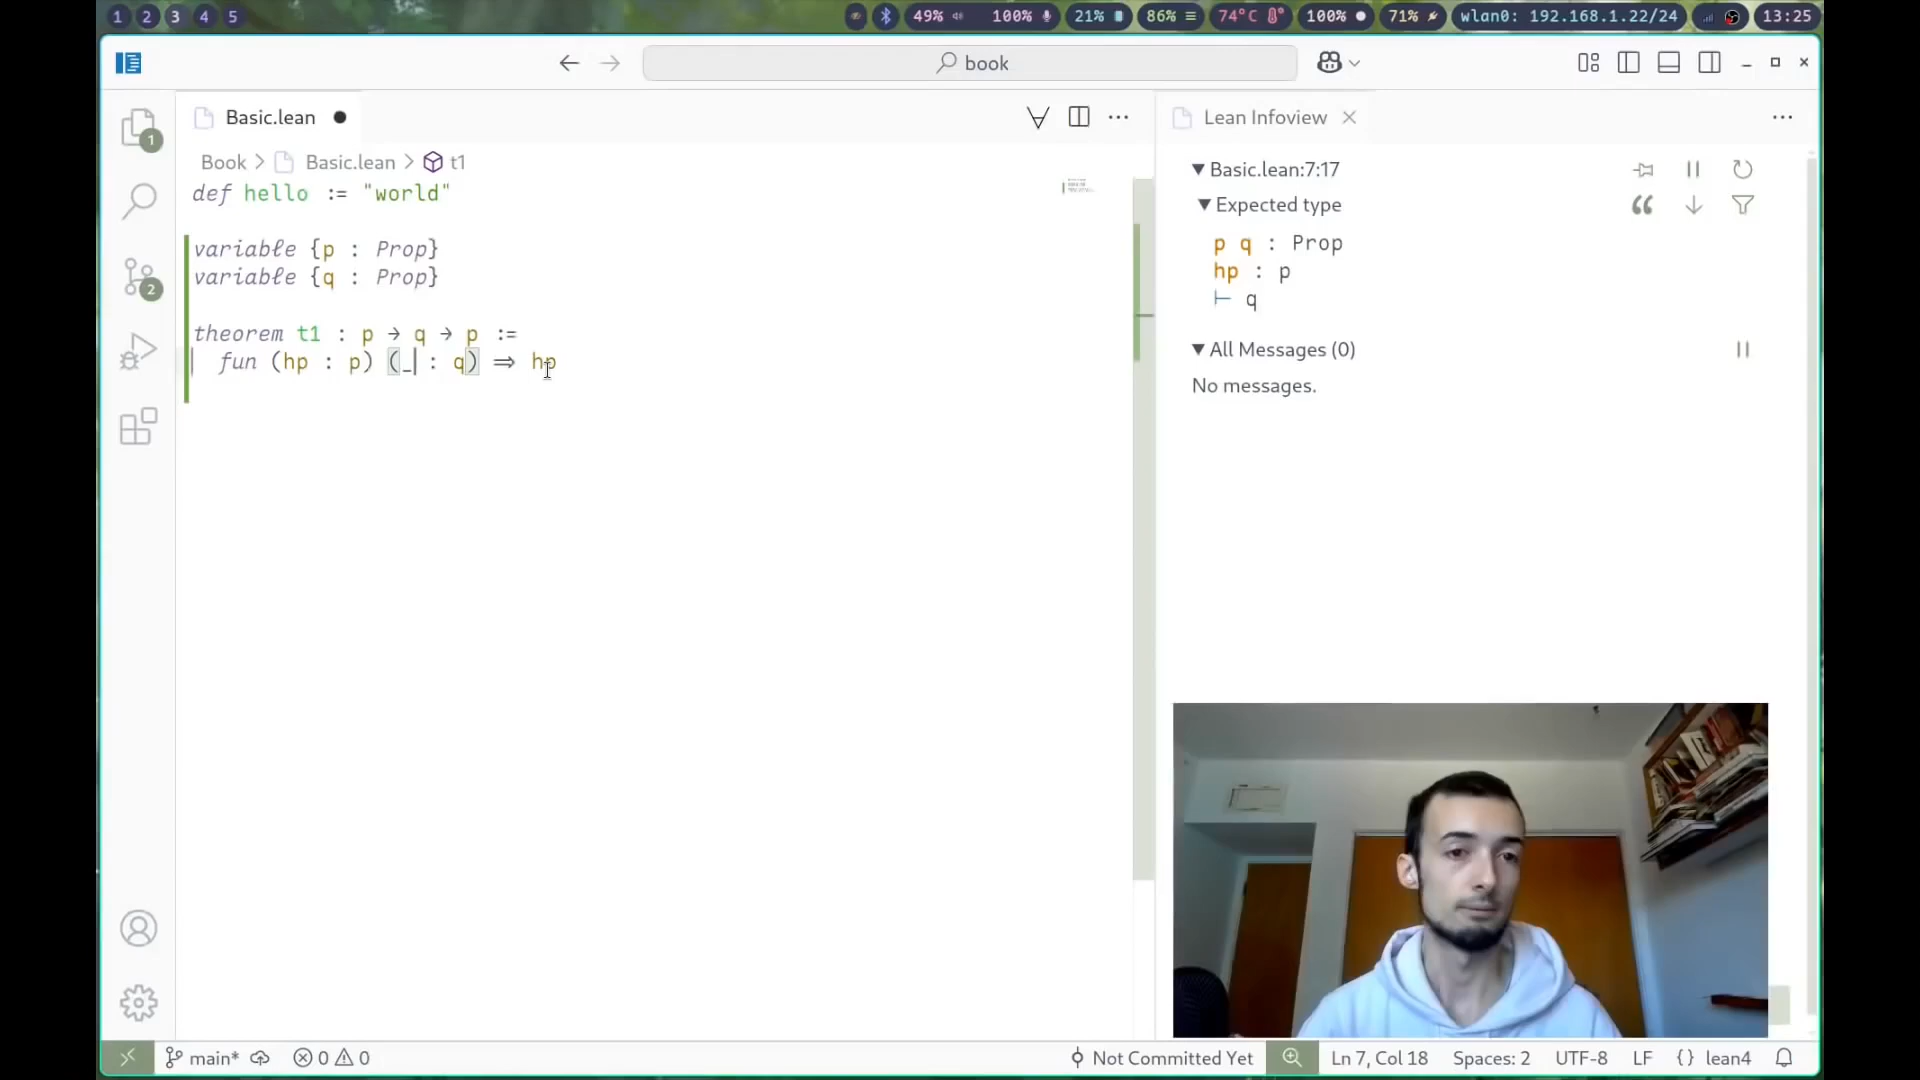 1 2 3 4 5 49% 100% 21% 86% 74°C 100% 71% wlan0: 192.168.1.22/24 13:25
book
Basic.lean
Lean Infoview
Book > Basic.lean > t1
def hello := "world"
variable {p : Prop}
variable {q : Prop}
theorem t1 : p → q → p :=
fun (hp : p) (_ : q) ⇒ hp
Basic.lean:7:17
Expected type
p q : Prop
hp : p
⊢ q
All Messages (0)
No messages.
1
2
main* 0 0 Not Committed Yet Ln 7, Col 18 Spaces: 2 UTF-8 LF {} lean4